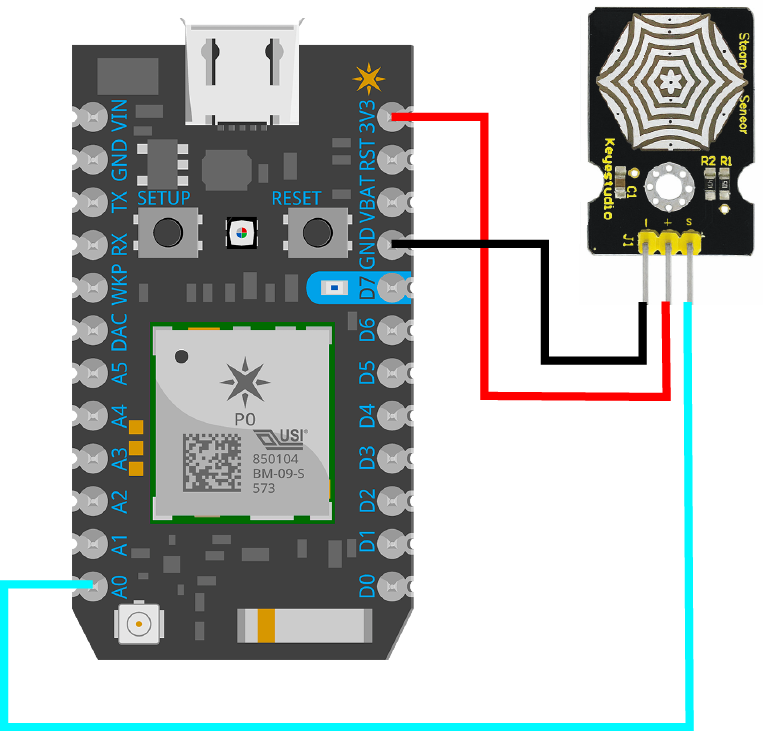 VIN
GND
TX
RX
WKP
DAC
A5
A4
A3
A2
A1
A0
3V3
RST
VBAT
GND
D7
D6
D5
D4
D3
D2
D1
D0
SETUP
RESET
P0
USI
850104
BM-09-S
573
Steam Sensor
Keyestudio
R2 R1
C1
J1
- + S